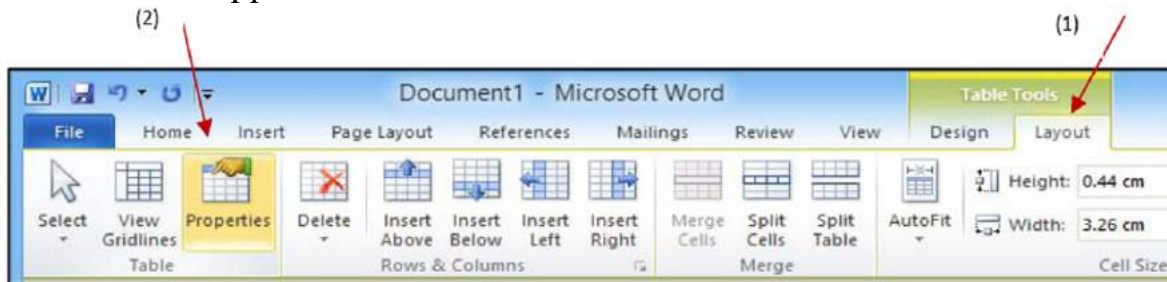 (2)
(1)
W
Document1 - Microsoft Word
Table Tools
File Home Insert Page Layout References Mailings Review View Design Layout
Select View Gridlines Properties Delete Insert Above Insert Below Insert Left Insert Right Merge Cells Split Cells Split Table AutoFit Height: 0.44 cm
Width: 3.26 cm
Table Rows & Columns Merge Cell Size